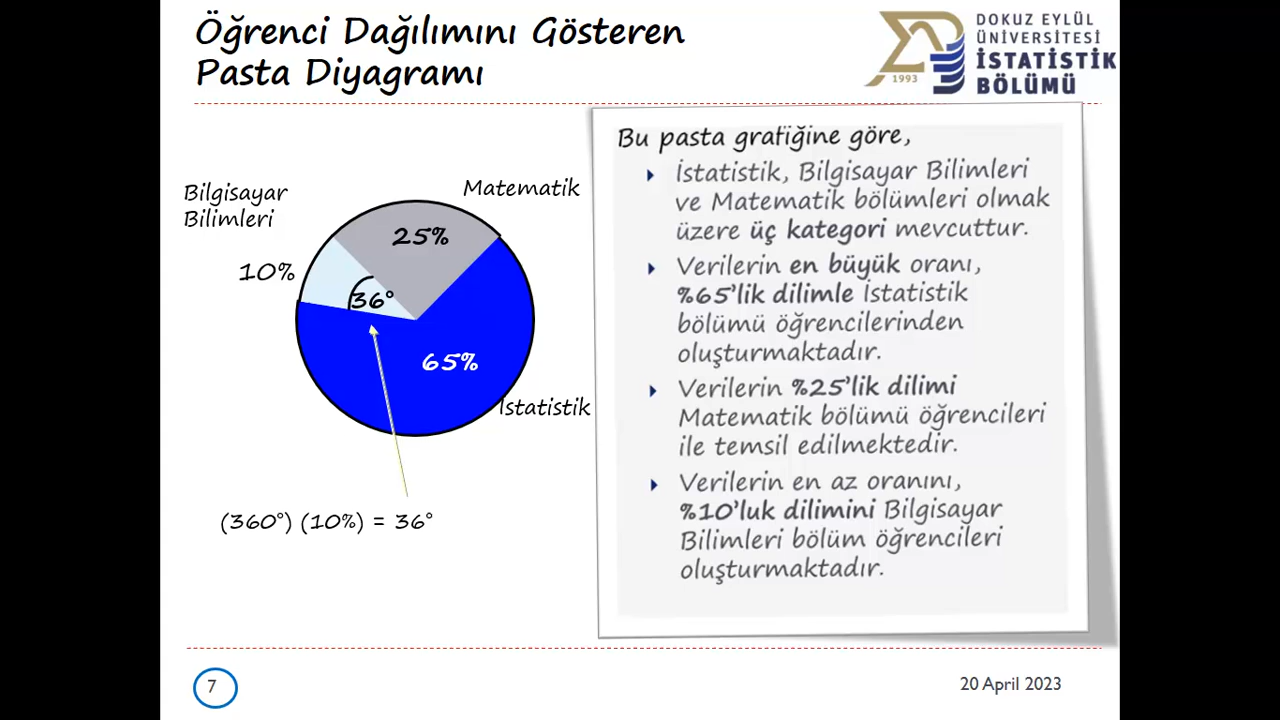 Öğrenci Dağılımını Gösteren
Pasta Diyagramı
1993
DOKUZ EYLÜL
ÜNİVERSİTESİ
İSTATİSTİK
BÖLÜMÜ
Bilgisayar
Bilimleri
Matematik
25%
10%
36°
65%
İstatistik
(360°) (10%) = 36°
Bu pasta grafiğine göre,
İstatistik, Bilgisayar Bilimleri
ve Matematik bölümleri olmak
üzere üç kategori mevcuttur.
Verilerin en büyük oranı,
%65'lik dilimle İstatistik
bölümü öğrencilerinden
oluşturmaktadır.
Verilerin %25'lik dilimi
Matematik bölümü öğrencileri
ile temsil edilmektedir.
Verilerin en az oranını,
%10'luk dilimini Bilgisayar
Bilimleri bölüm öğrencileri
oluşturmaktadır.
7
20 April 2023